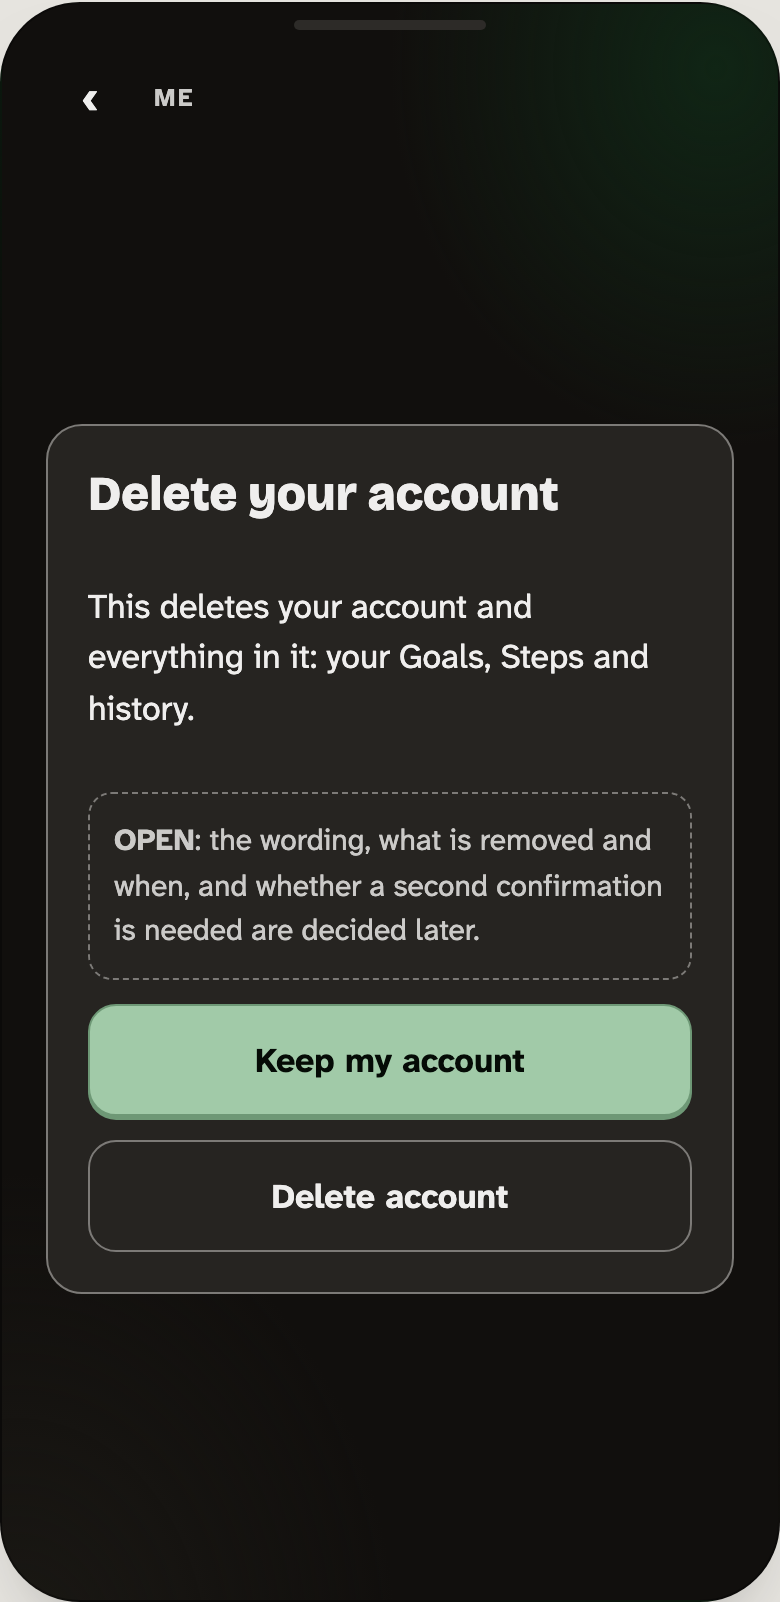 ‹ ME
Delete your account
This deletes your account and
everything in it: your Goals, Steps and
history.
OPEN: the wording, what is removed and
when, and whether a second confirmation
is needed are decided later.
Keep my account
Delete account